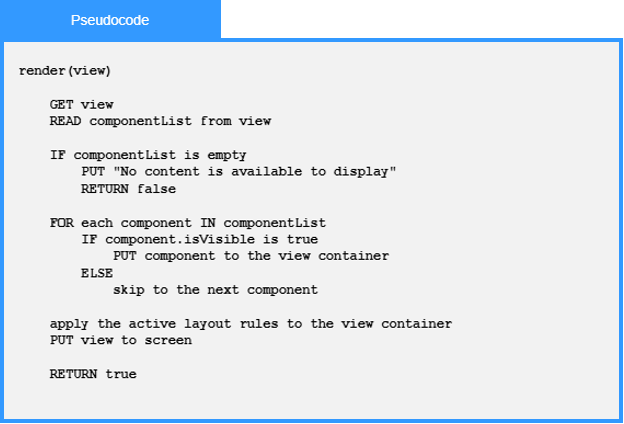 Pseudocode
render(view)
GET view
READ componentList from view
IF componentList is empty
PUT "No content is available to display"
RETURN false
FOR each component IN componentList
IF component.isVisible is true
PUT component to the view container
ELSE
skip to the next component
apply the active layout rules to the view container
PUT view to screen
RETURN true